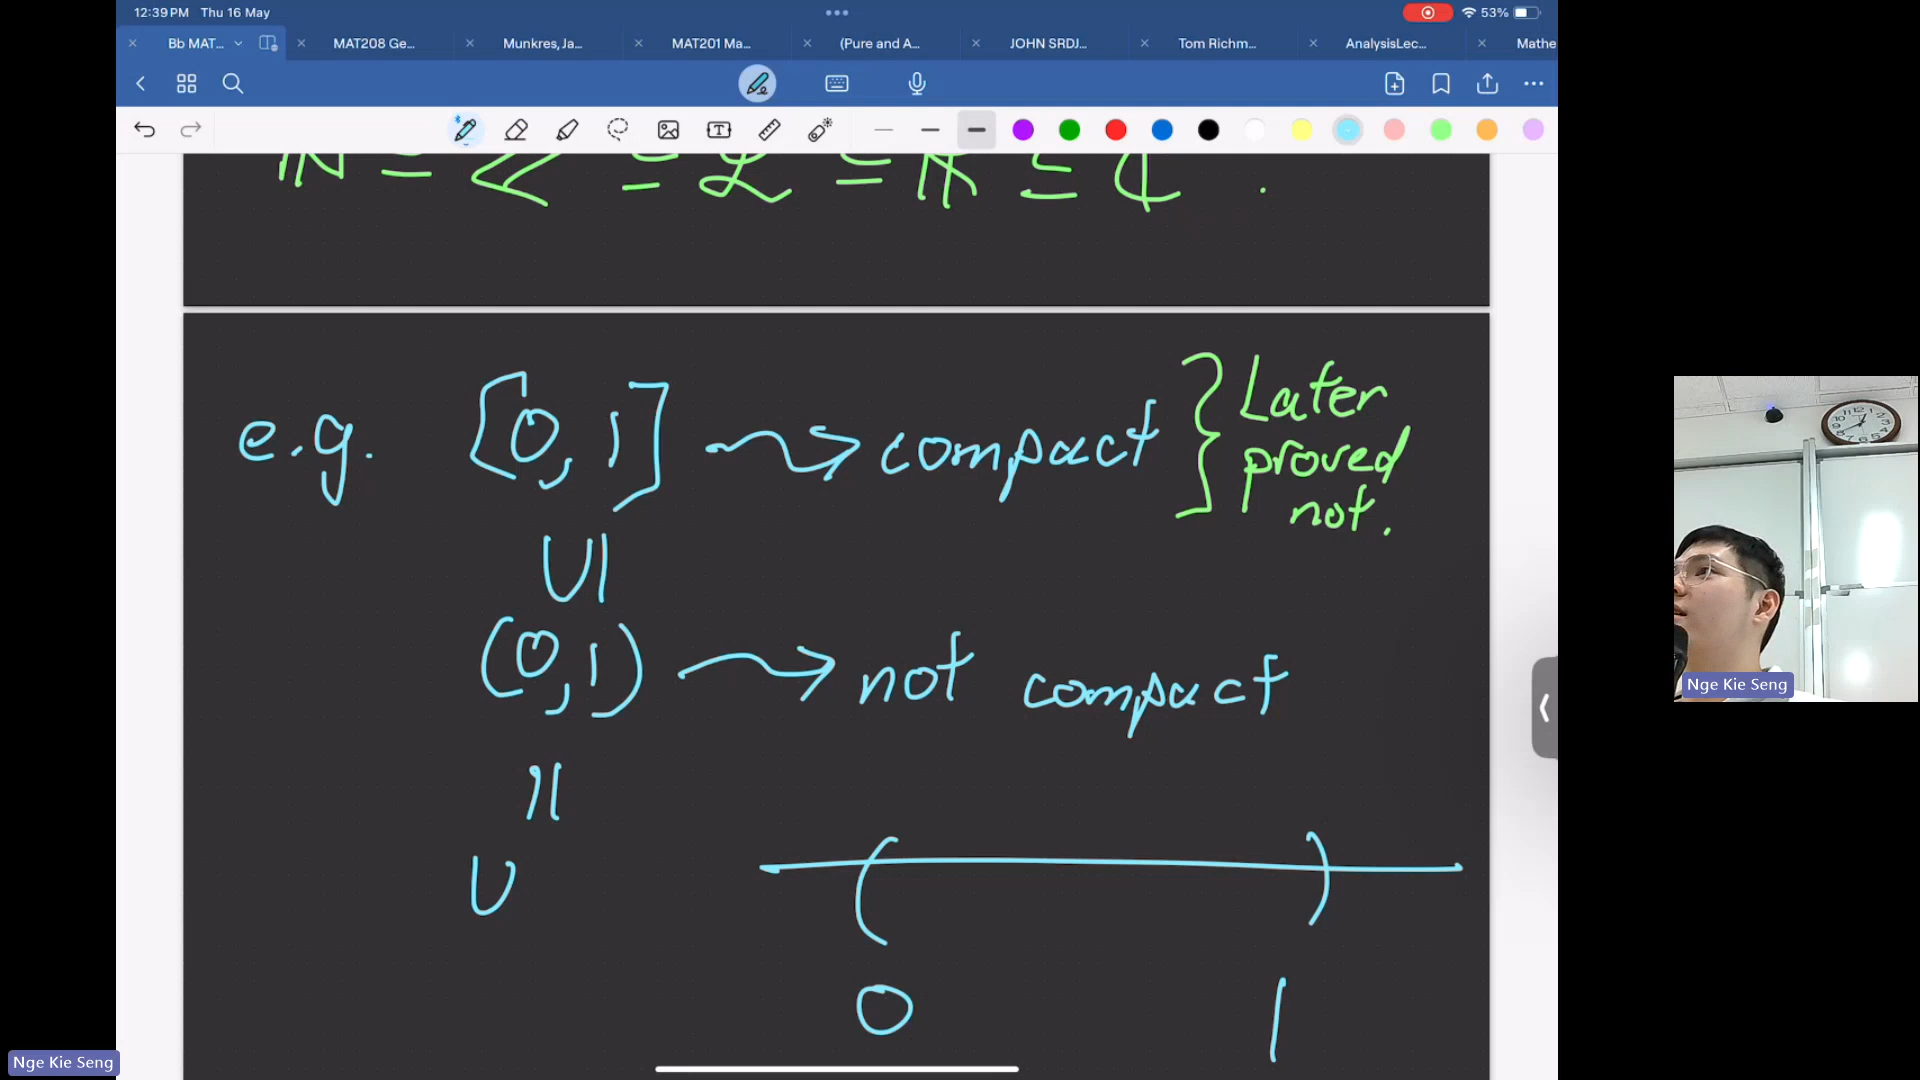 12:39 PM Thu 16 May
53%
Bb MAT...
MAT208 Ge...
Munkres, Ja...
MAT201 Ma...
(Pure and A...
JOHN SRDJ...
Tom Richm...
AnalysisLec...
Mathe
e.g. [0, 1] ⇝ compact } Later proved not.
U|
(0, 1) ⇝ not compact
||
U
( )
0 1
Nge Kie Seng
Nge Kie Seng